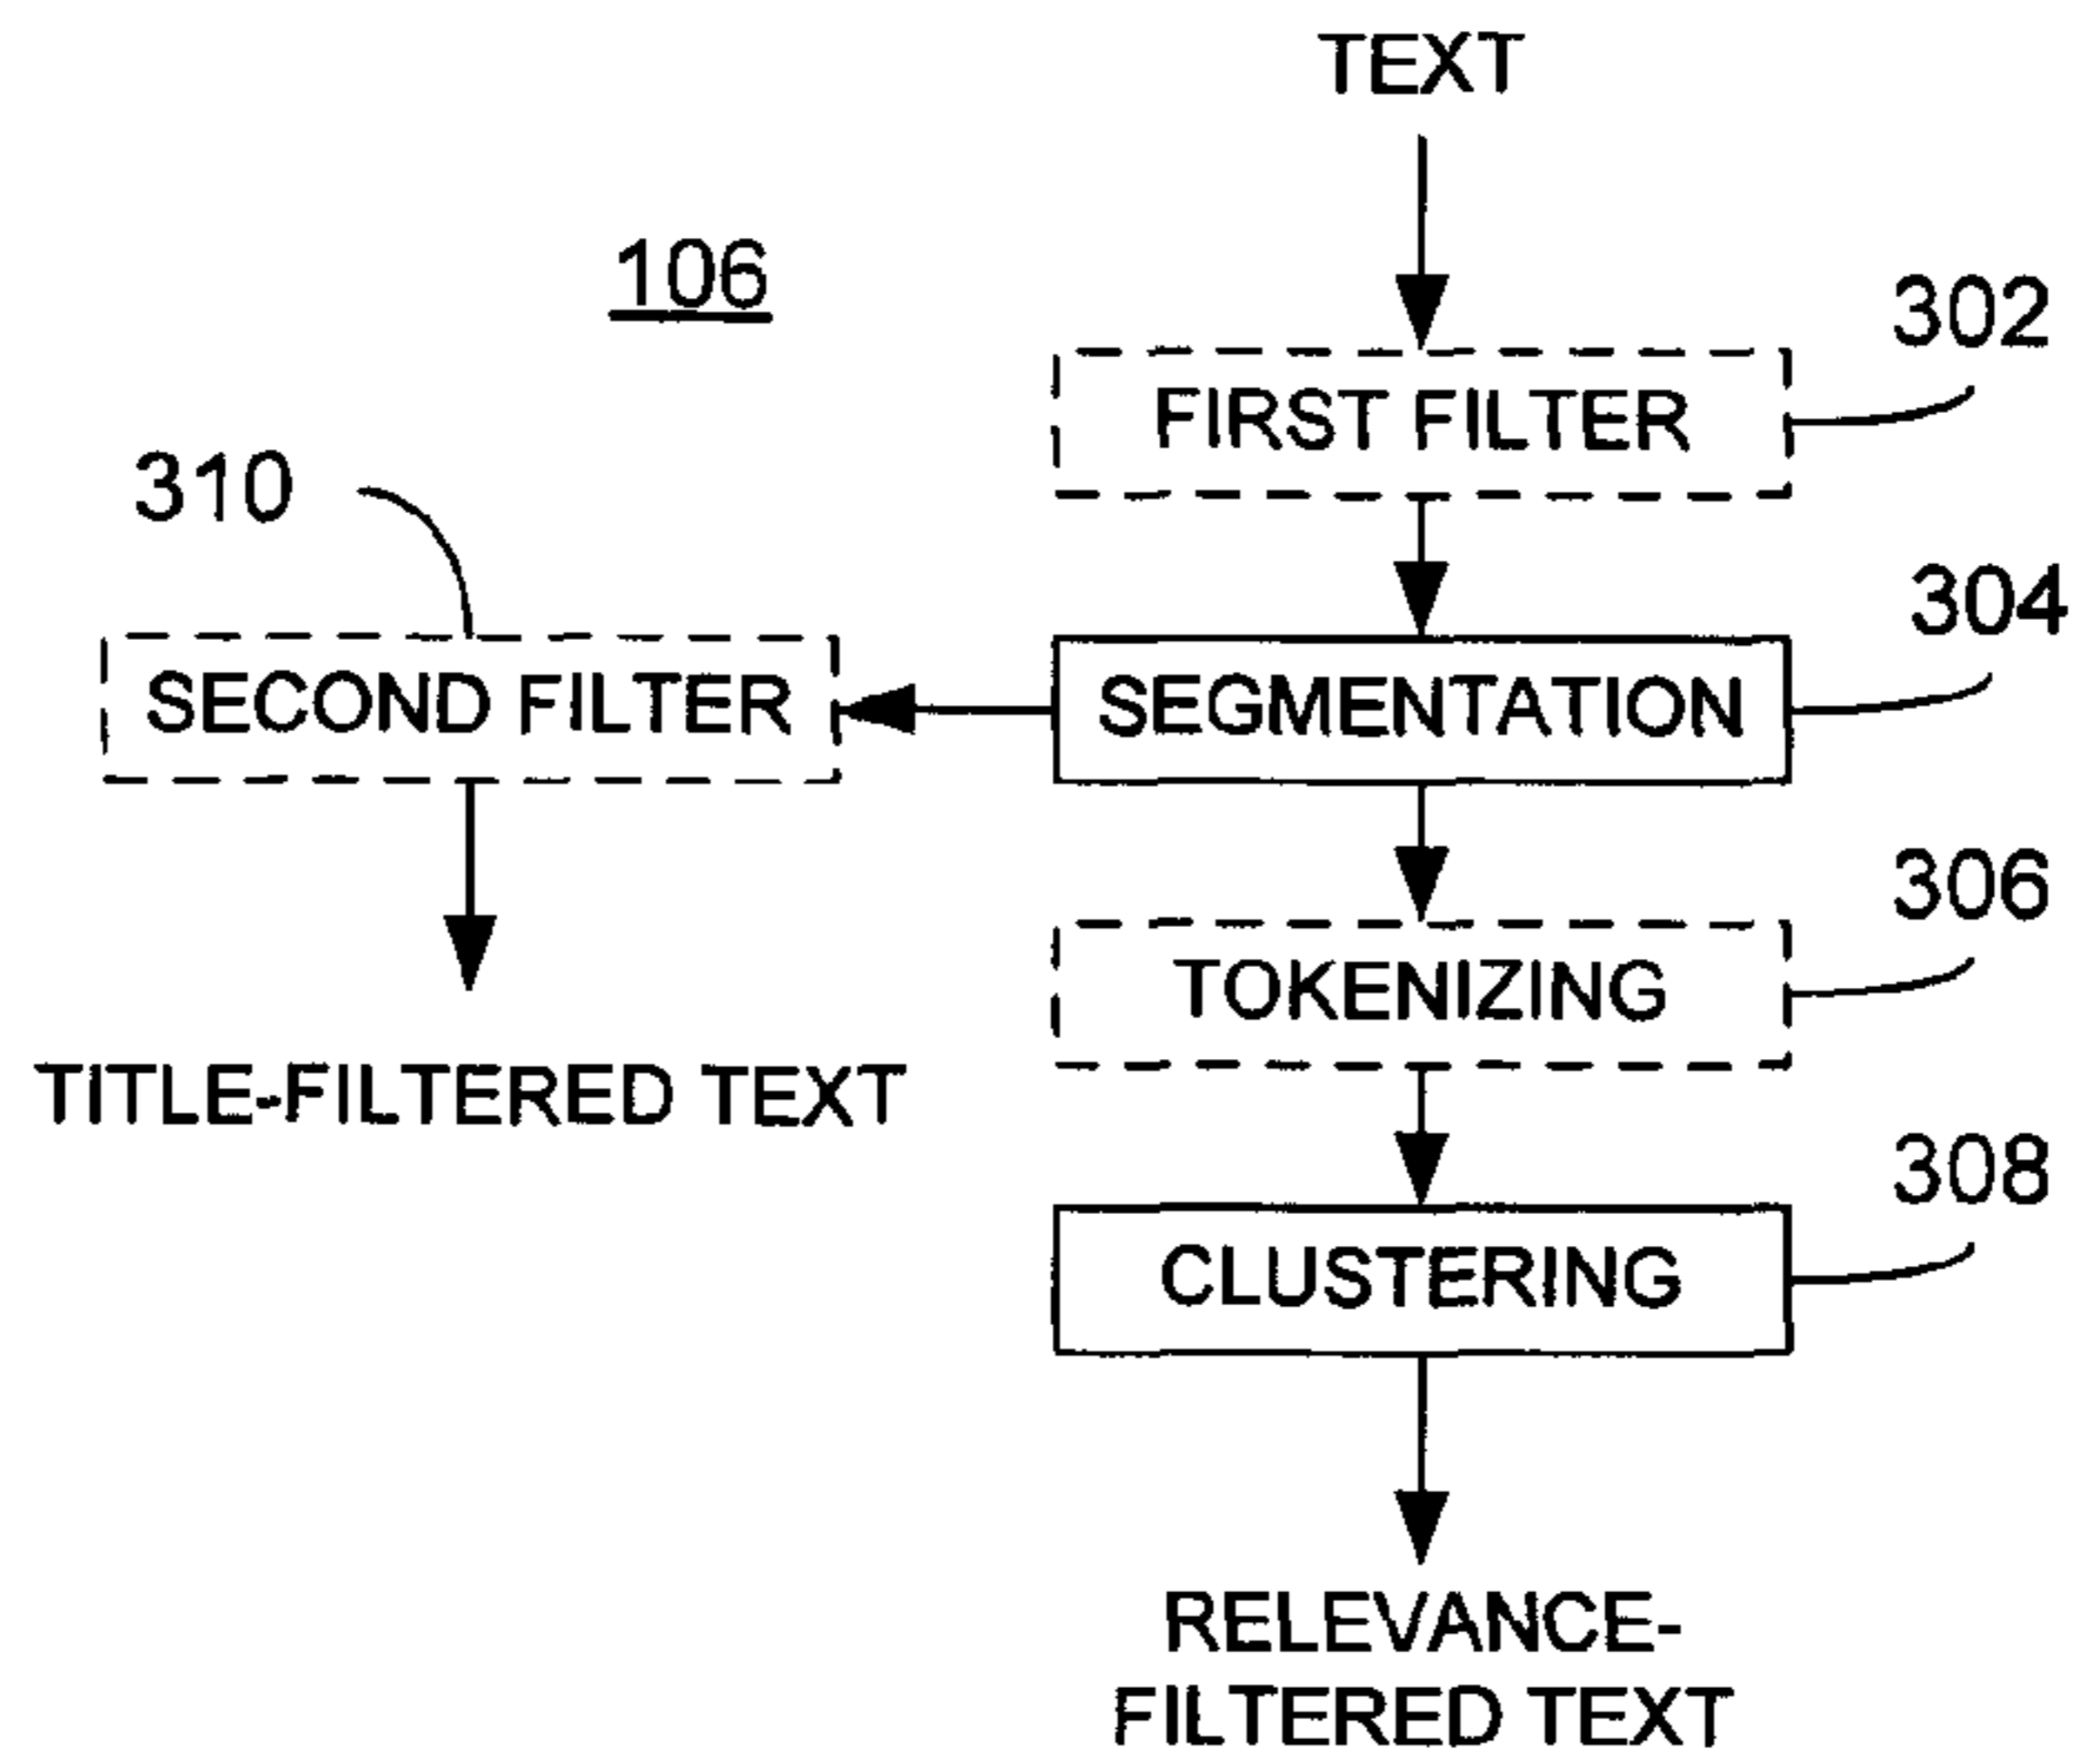 TEXT
106
302
FIRST FILTER
310
304
SECOND FILTER
SEGMENTATION
306
TOKENIZING
TITLE-FILTERED TEXT
308
CLUSTERING
RELEVANCE-
FILTERED TEXT